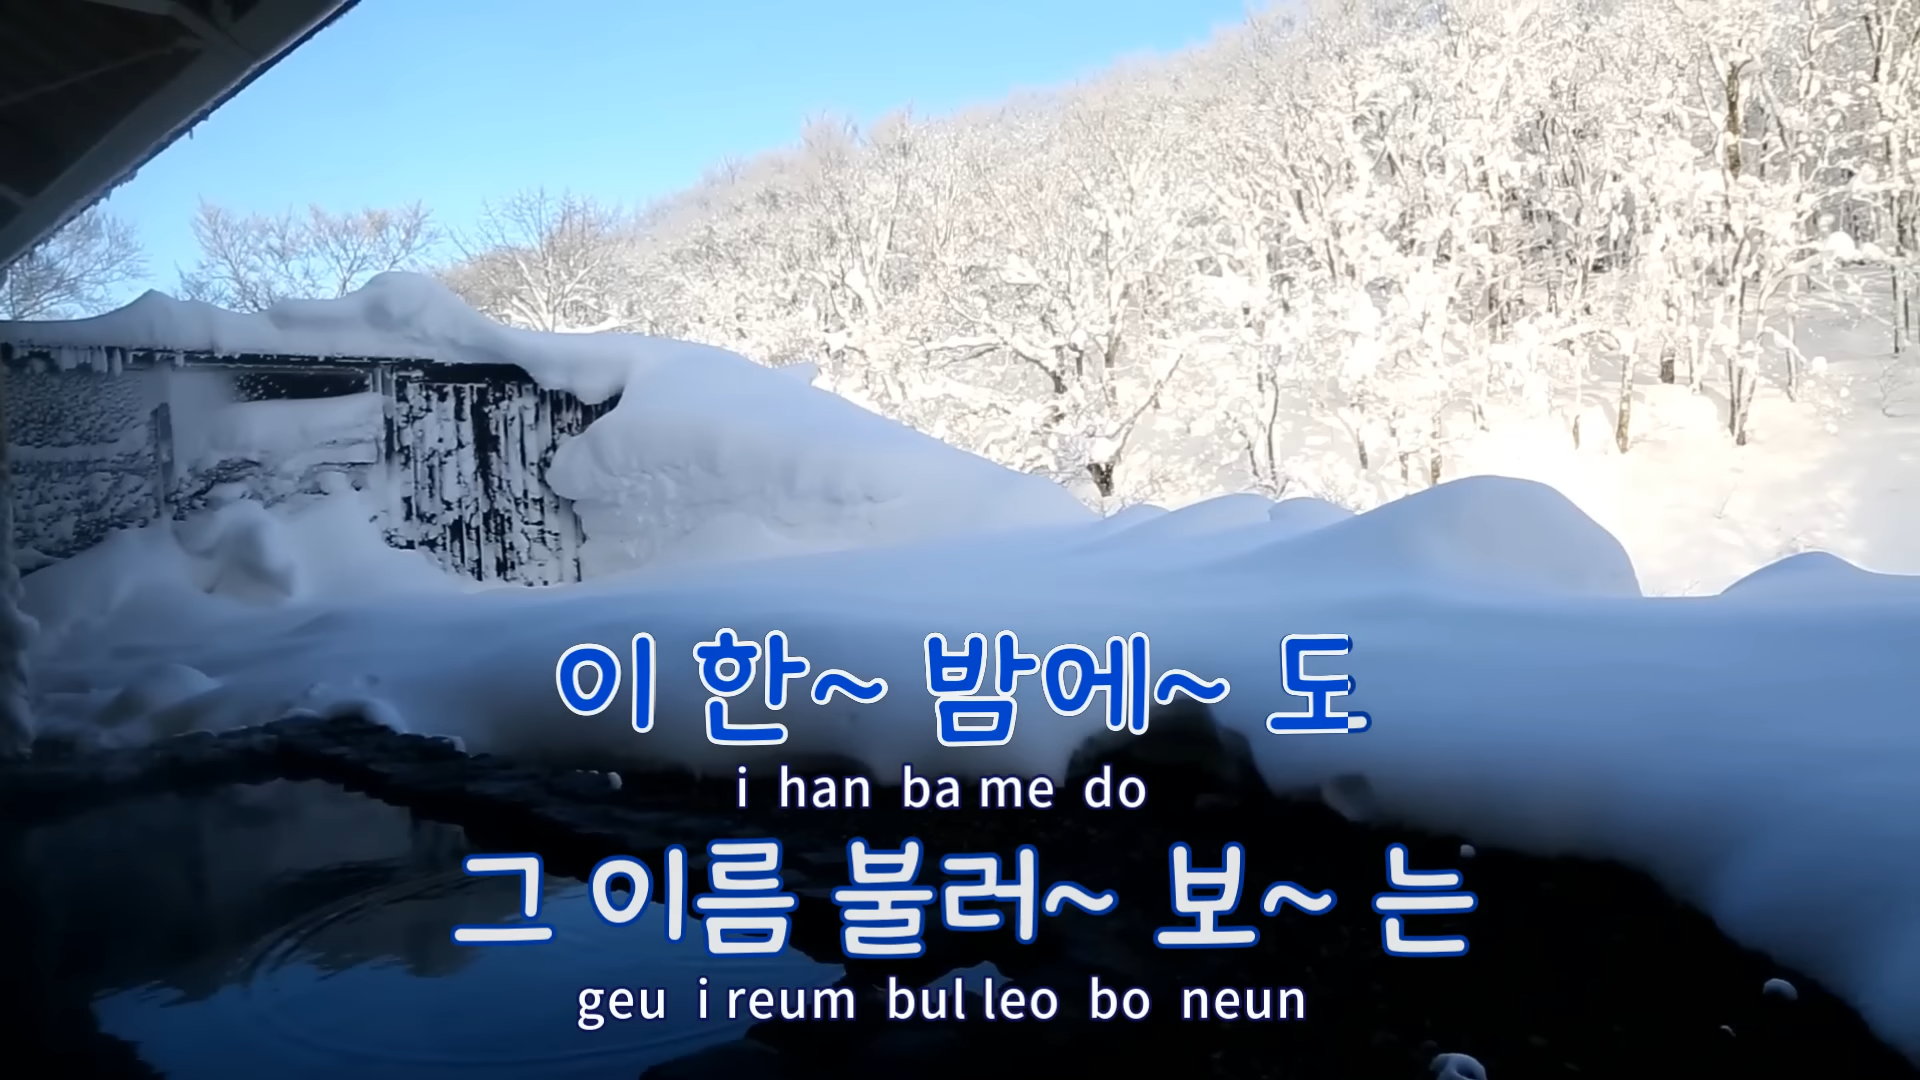 이 한~ 밤에~ 도
i han ba me do
그 이름 불러~ 보~ 는
geu i reum bul leo bo neun